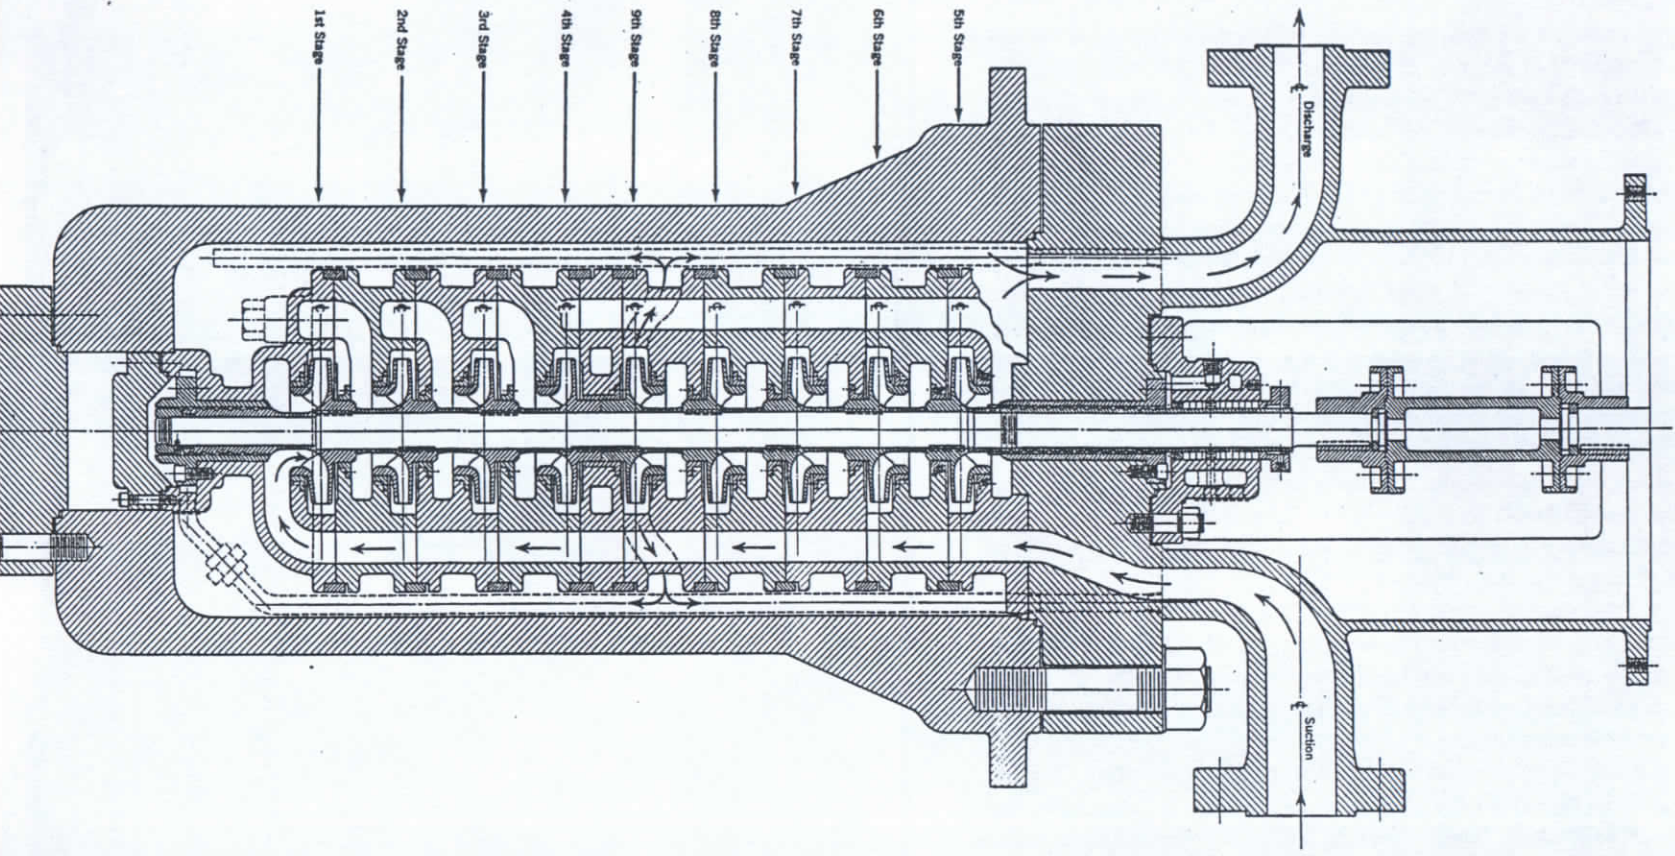 1st Stage
2nd Stage
3rd Stage
4th Stage
9th Stage
8th Stage
7th Stage
6th Stage
5th Stage
℄ Discharge
℄
℄
℄
℄
℄
℄
℄
℄
℄
℄ Suction